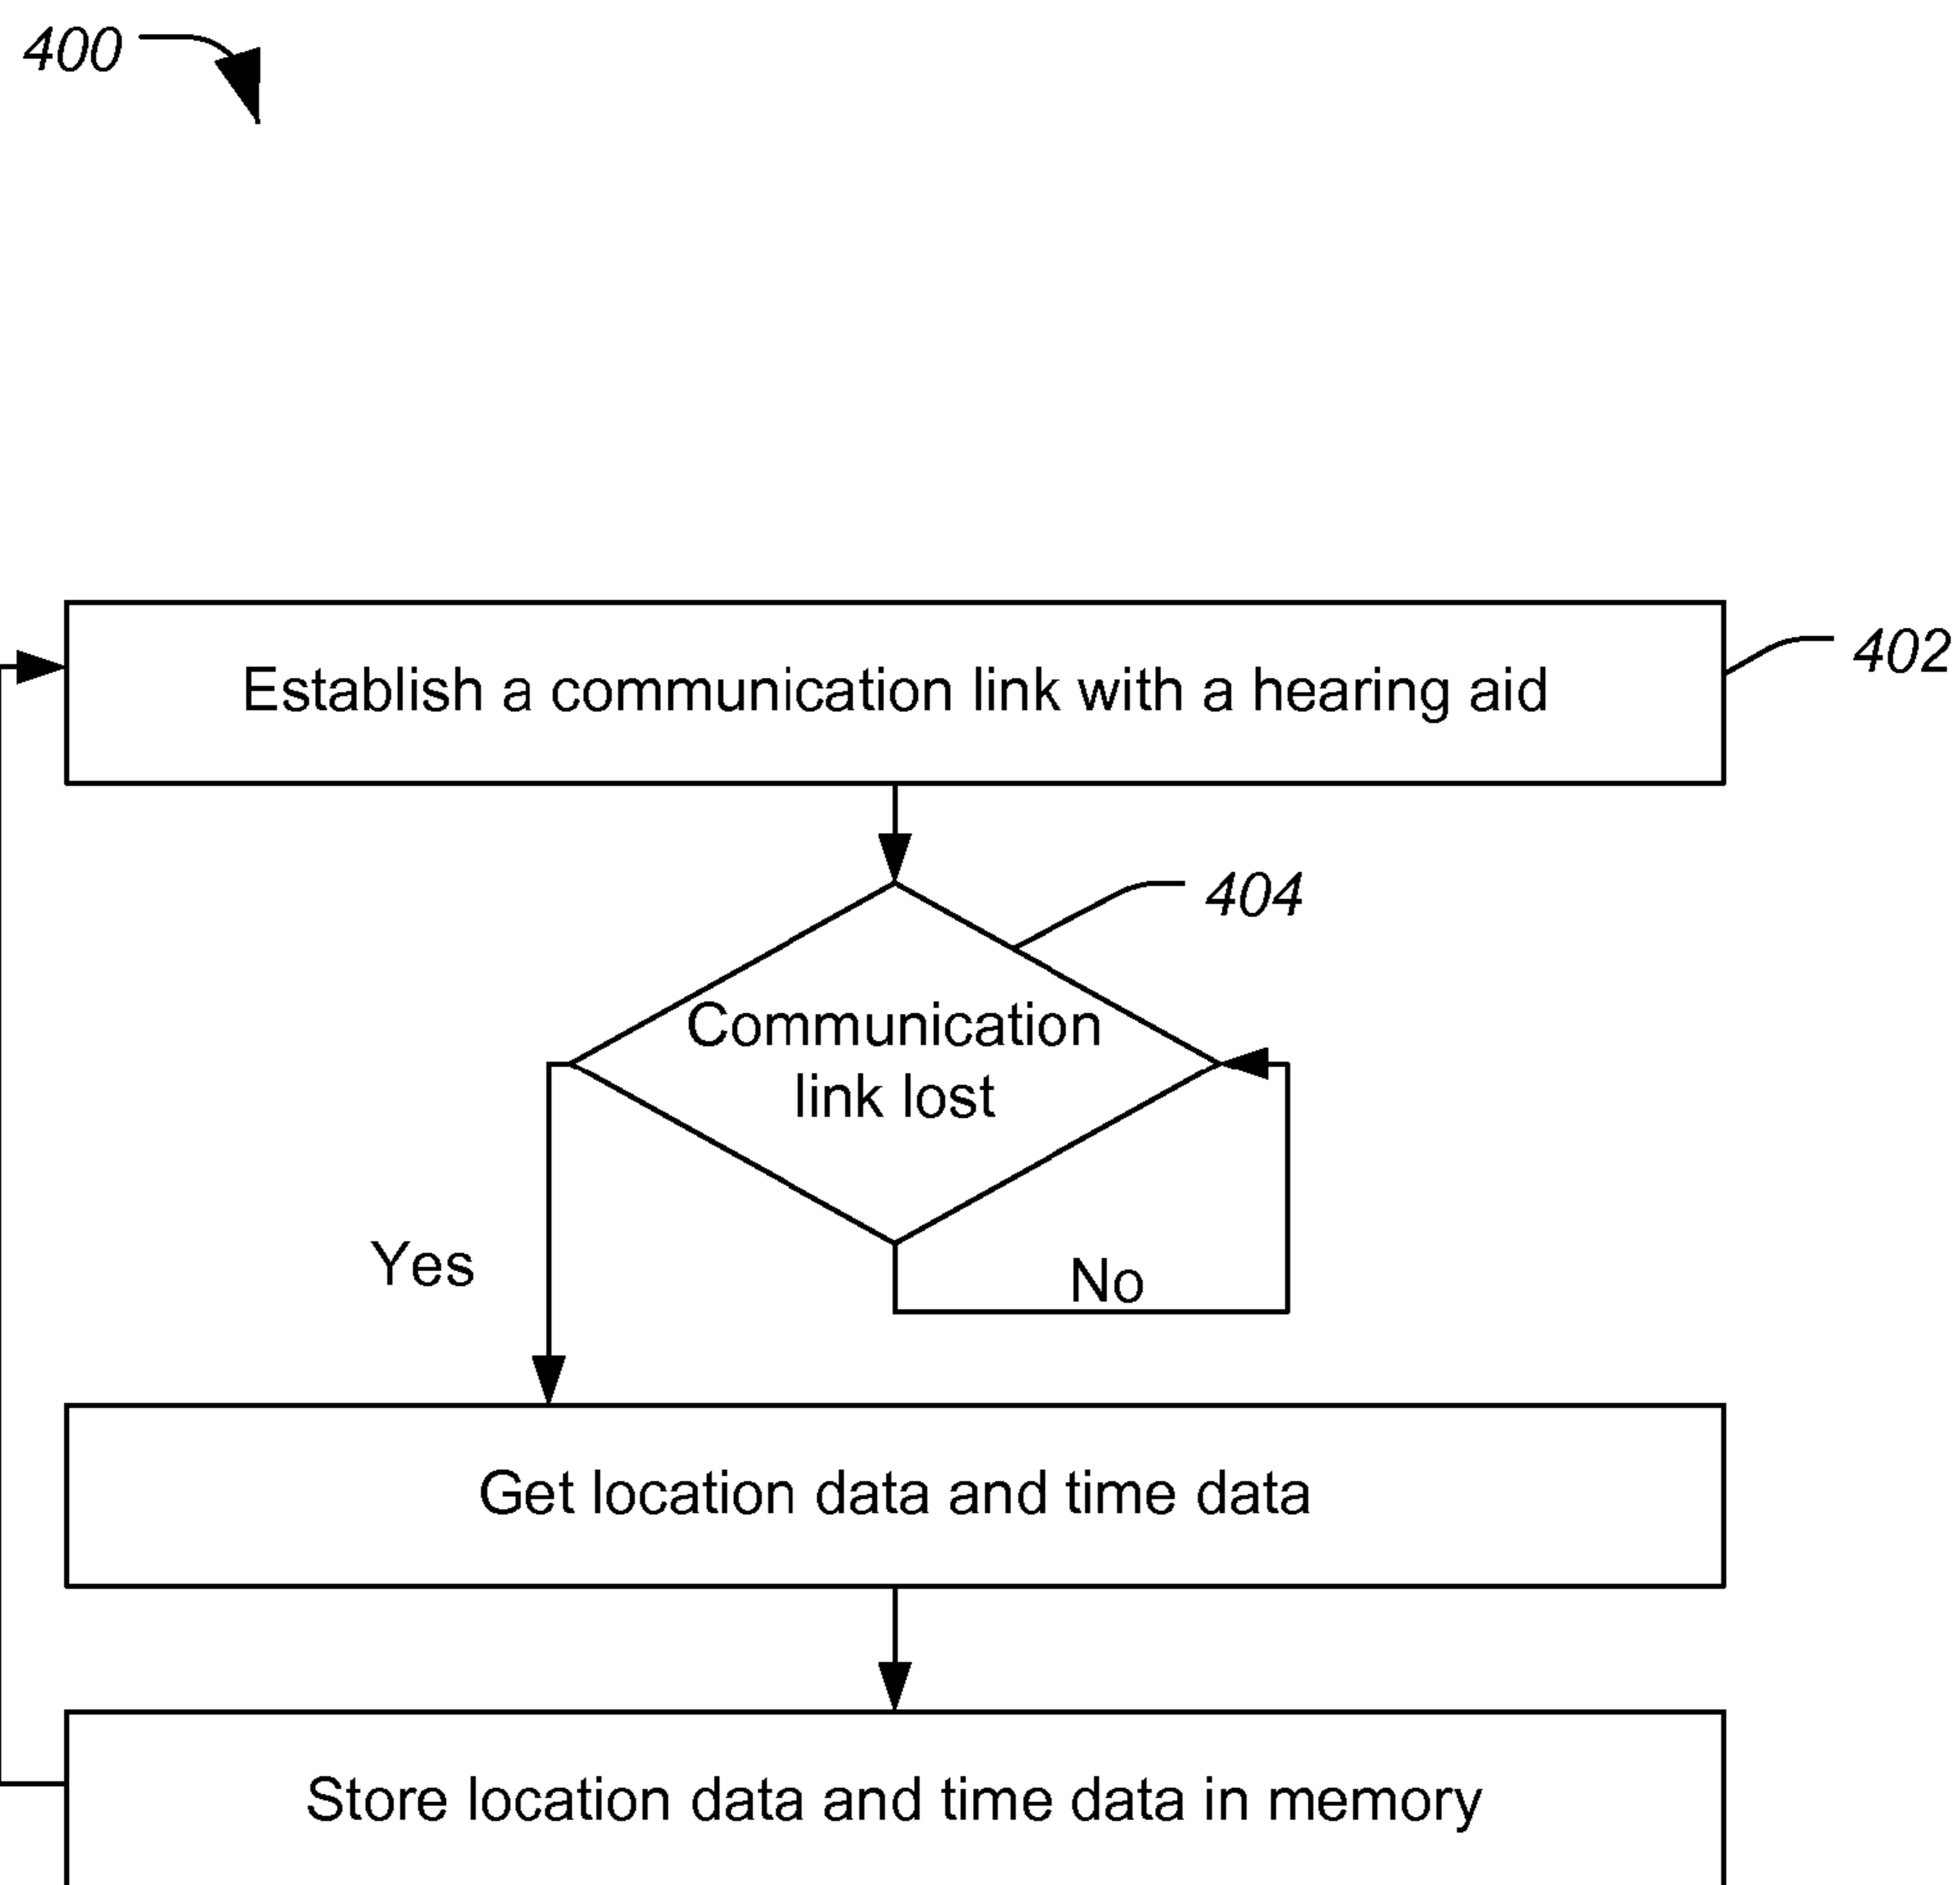 400
Establish a communication link with a hearing aid
402
404
Communication
link lost
Yes
No
Get location data and time data
Store location data and time data in memory